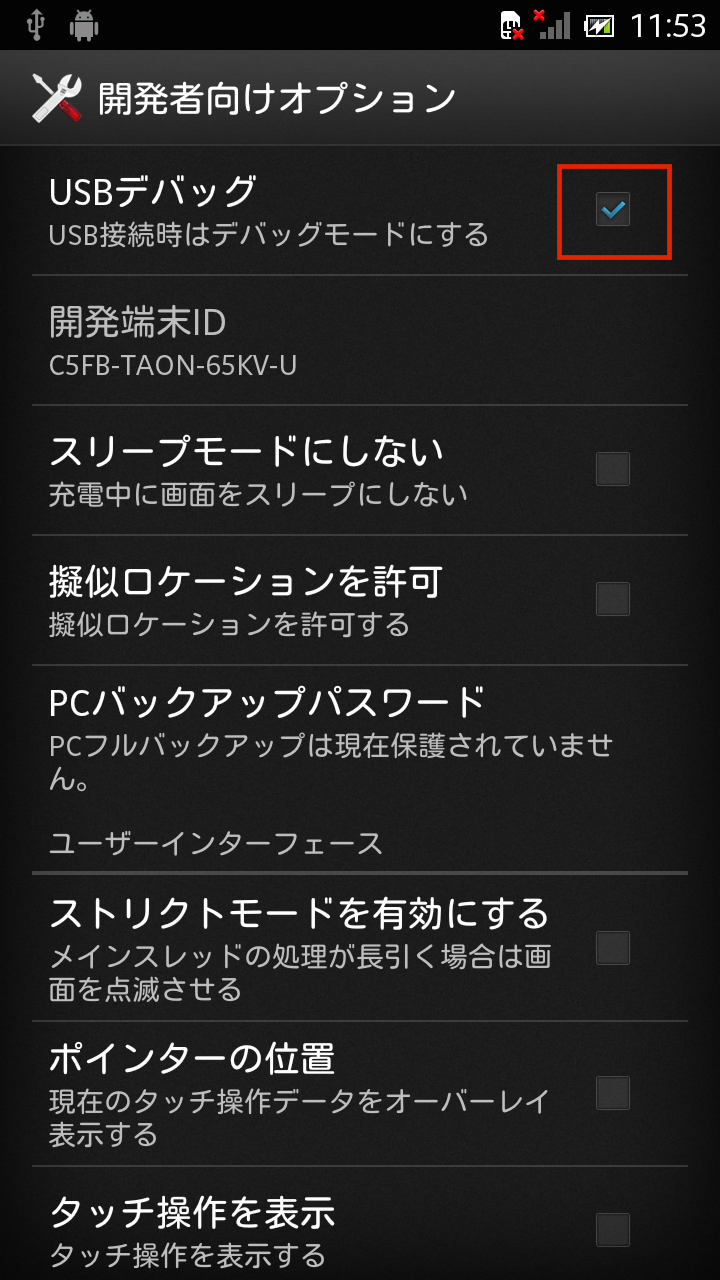 11:53
開発者向けオプション
USBデバッグ
USB接続時はデバッグモードにする
開発端末ID
C5FB-TAON-65KV-U
スリープモードにしない
充電中に画面をスリープにしない
擬似ロケーションを許可
擬似ロケーションを許可する
PCバックアップパスワード
PCフルバックアップは現在保護されていませ
ん。
ユーザーインターフェース
ストリクトモードを有効にする
メインスレッドの処理が長引く場合は画
面を点滅させる
ポインターの位置
現在のタッチ操作データをオーバーレイ
表示する
タッチ操作を表示
タッチ操作を表示する